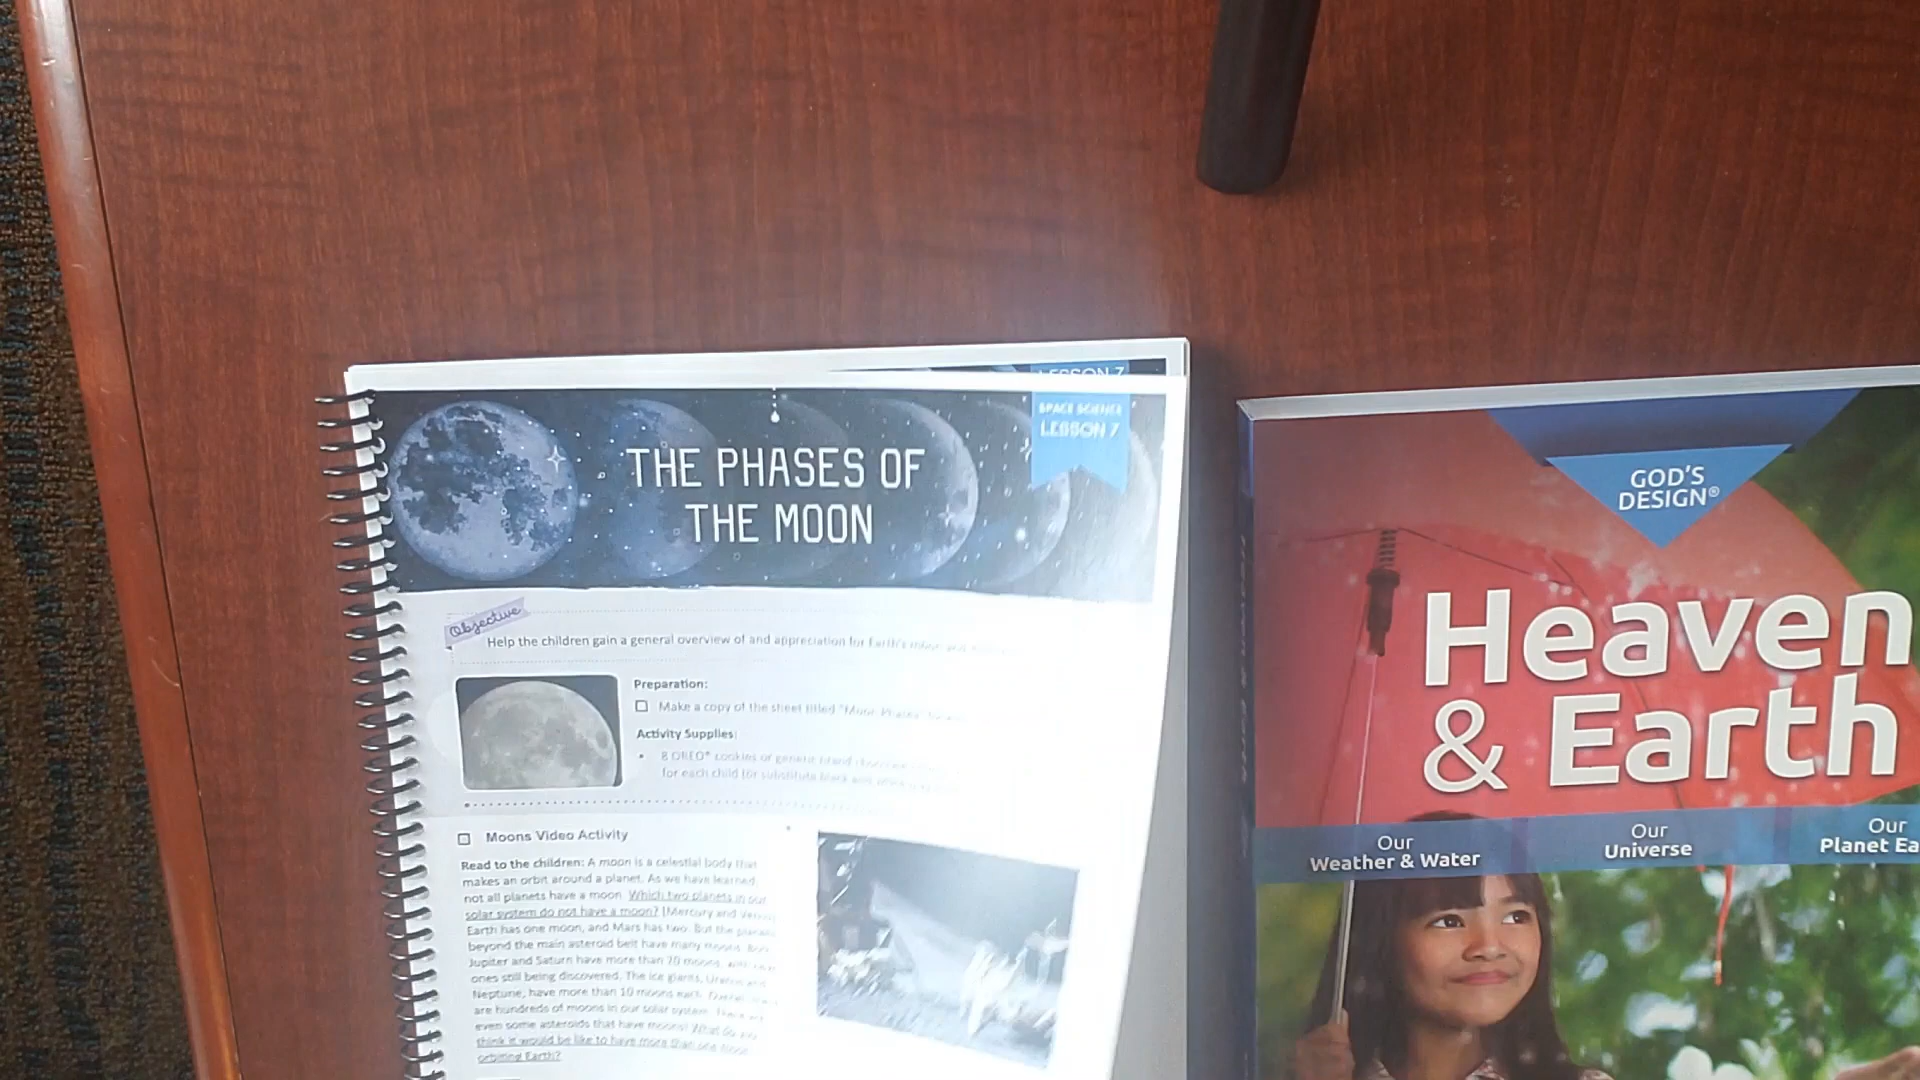 LESSON 7
SPACE SCIENCE
LESSON 7
THE PHASES OF
THE MOON
Objective
Help the children gain a general overview of and appreciation for Earth's moon and
Preparation:
Make a copy of the sheet titled "Moon Phases"
Activity Supplies:
• 8 OREO® cookies or generic brand
for each child (or substitute black and
Moons Video Activity
Read to the children: A moon is a celestial body that
makes an orbit around a planet. As we have learned,
not all planets have a moon. Which two planets in our
solar system do not have a moon? [Mercury and Venus]
Earth has one moon, and Mars has two. But the planets
beyond the main asteroid belt have many moons. Both
Jupiter and Saturn have more than 70 moons, with
ones still being discovered. The ice giants, Uranus and
Neptune, have more than 10 moons each.
are hundreds of moons in our solar system. There are
even some asteroids that have moons! What do you
think it would be like to have more than one moon
orbiting Earth?
GOD'S
DESIGN®
Heaven
& Earth
Our
Weather & Water
Our
Universe
Our
Planet Ea